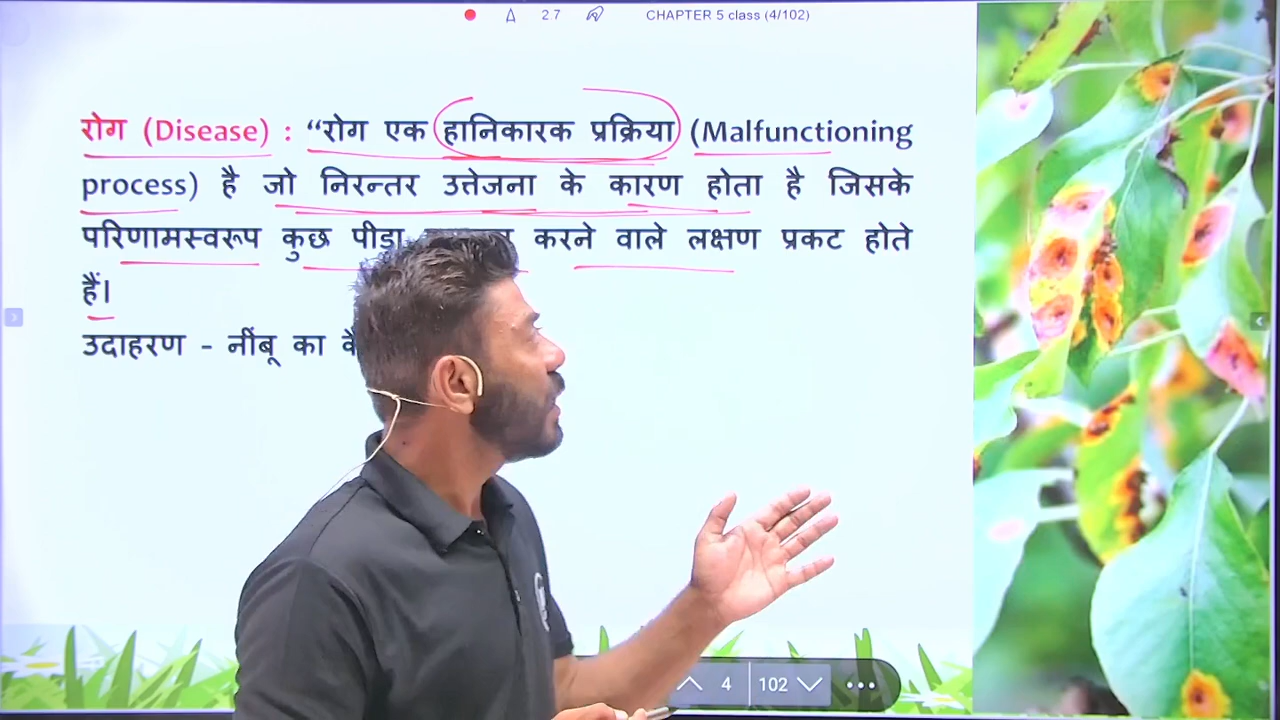 27 CHAPTER 5 class (4/102)
रोग (Disease) : “रोग एक हानिकारक प्रक्रिया (Malfunctioning
process) है जो निरन्तर उत्तेजना के कारण होता है जिसके
परिणामस्वरूप कुछ पीड़ा करने वाले लक्षण प्रकट होते
हैं।
उदाहरण - नींबू का
4 102